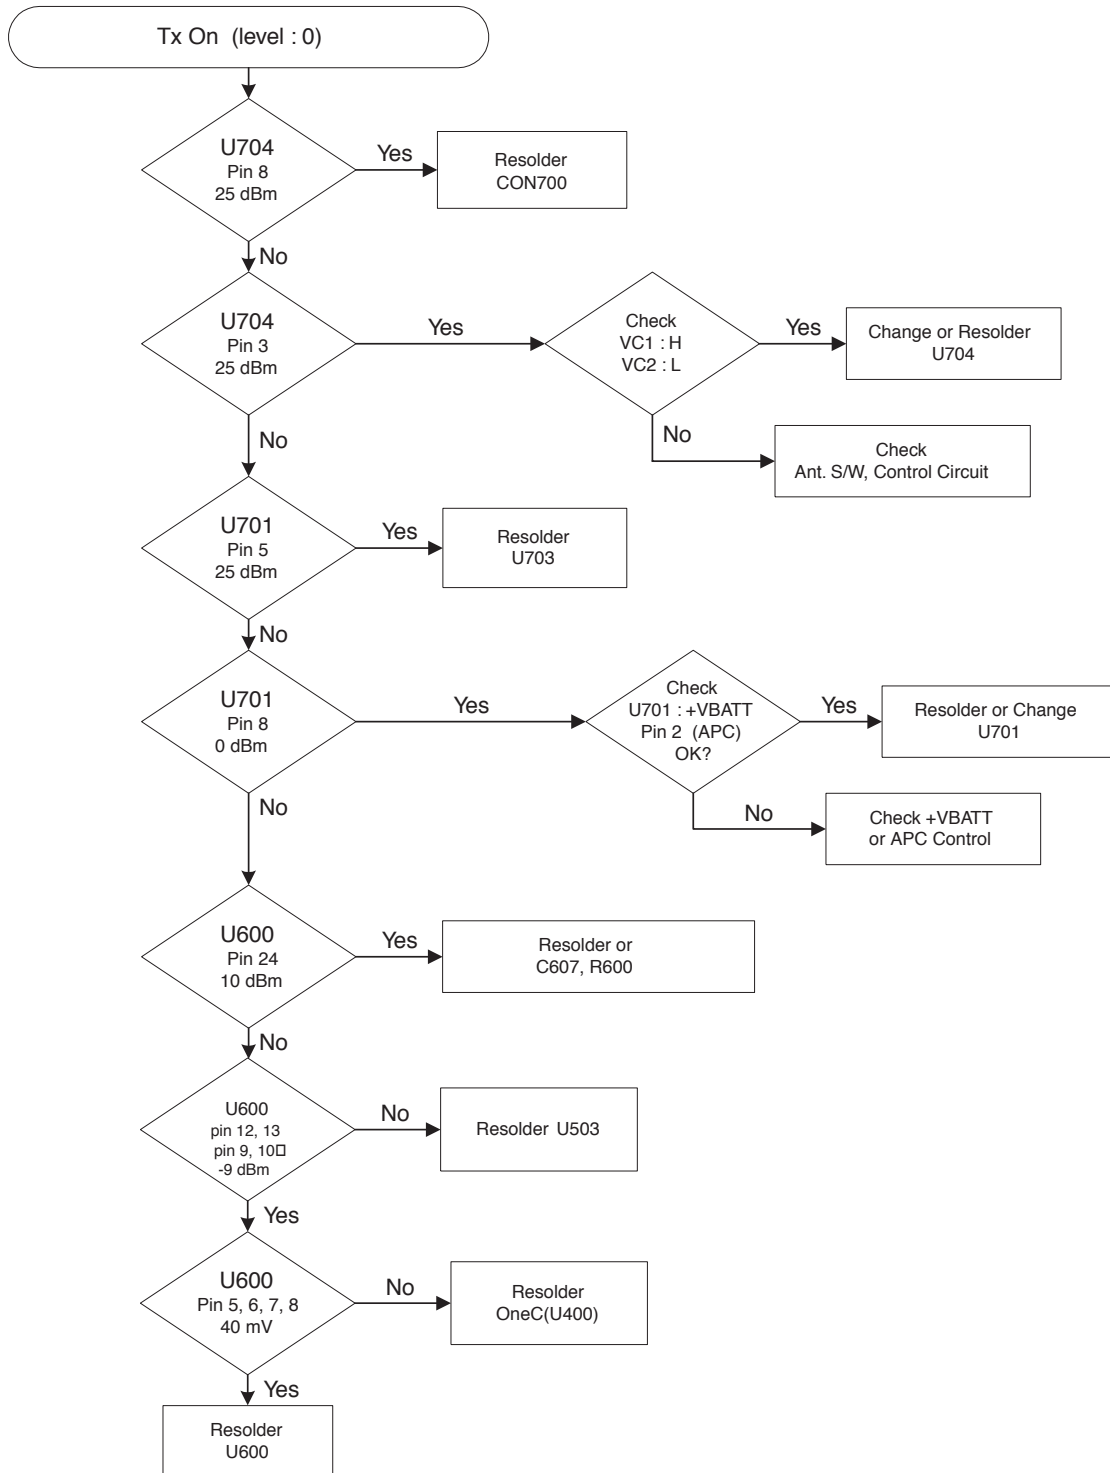 Tx On (level : 0)
U704
Pin 8
25 dBm
Yes
Resolder
CON700
No
U704
Pin 3
25 dBm
Yes
Check
VC1 : H
VC2 : L
Yes
Change or Resolder
U704
No
Check
Ant. S/W, Control Circuit
No
U701
Pin 5
25 dBm
Yes
Resolder
U703
No
U701
Pin 8
0 dBm
Yes
Check
U701 : +VBATT
Pin 2 (APC)
OK?
Yes
Resolder or Change
U701
No
Check +VBATT
or APC Control
No
U600
Pin 24
10 dBm
Yes
Resolder or
C607, R600
No
U600
pin 12, 13
pin 9, 10□
-9 dBm
No
Resolder U503
Yes
U600
Pin 5, 6, 7, 8
40 mV
No
Resolder
OneC(U400)
Yes
Resolder
U600